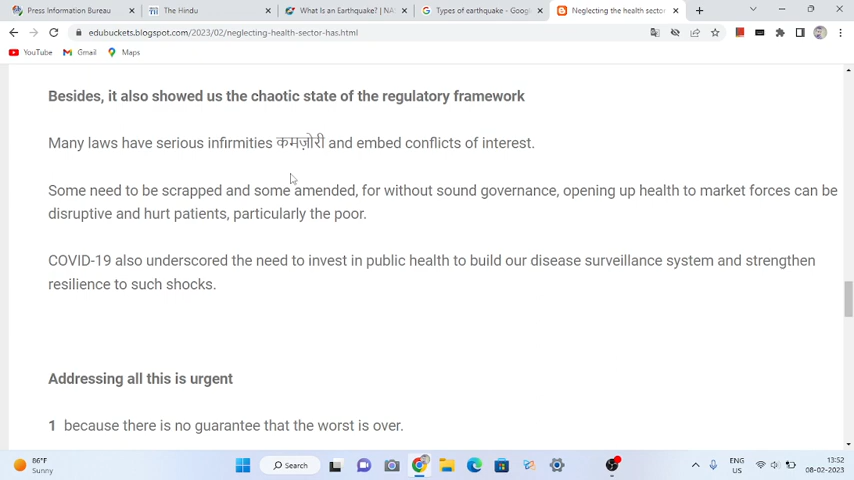 Press Information Bureau
The Hindu
What Is an Earthquake? | NA
Types of earthquake - Googl
Neglecting the health sector
edubuckets.blogspot.com/2023/02/neglecting-health-sector-has.html
YouTube Gmail Maps
Besides, it also showed us the chaotic state of the regulatory framework
Many laws have serious infirmities कमज़ोरी and embed conflicts of interest.
Some need to be scrapped and some amended, for without sound governance, opening up health to market forces can be
disruptive and hurt patients, particularly the poor.
COVID-19 also underscored the need to invest in public health to build our disease surveillance system and strengthen
resilience to such shocks.
Addressing all this is urgent
1 because there is no guarantee that the worst is over.
86°F
Sunny
Search
ENG
US
13:52
08-02-2023